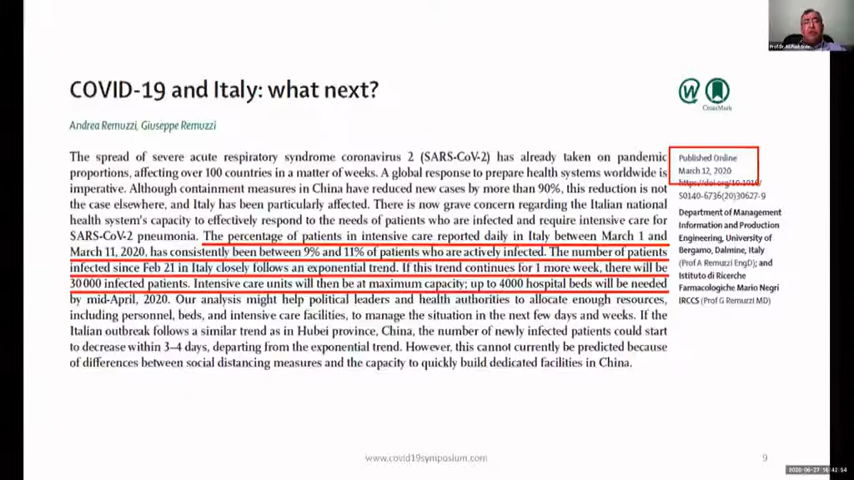 COVID-19 and Italy: what next?
Andrea Remuzzi, Giuseppe Remuzzi
The spread of severe acute respiratory syndrome coronavirus 2 (SARS-CoV-2) has already taken on pandemic
proportions, affecting over 100 countries in a matter of weeks. A global response to prepare health systems worldwide is
imperative. Although containment measures in China have reduced new cases by more than 90%, this reduction is not
the case elsewhere, and Italy has been particularly affected. There is now grave concern regarding the Italian national
health system's capacity to effectively respond to the needs of patients who are infected and require intensive care for
SARS-CoV-2 pneumonia. The percentage of patients in intensive care reported daily in Italy between March 1 and
March 11, 2020, has consistently been between 9% and 11% of patients who are actively infected. The number of patients
infected since Feb 21 in Italy closely follows an exponential trend. If this trend continues for 1 more week, there will be
30 000 infected patients. Intensive care units will then be at maximum capacity; up to 4000 hospital beds will be needed
by mid-April, 2020. Our analysis might help political leaders and health authorities to allocate enough resources,
including personnel, beds, and intensive care facilities, to manage the situation in the next few days and weeks. If the
Italian outbreak follows a similar trend as in Hubei province, China, the number of newly infected patients could start
to decrease within 3–4 days, departing from the exponential trend. However, this cannot currently be predicted because
of differences between social distancing measures and the capacity to quickly build dedicated facilities in China.
CrossMark
Published Online
March 12, 2020
https://doi.org/10.1016/
S0140-6736(20)30627-9
Department of Management
Information and Production
Engineering, University of
Bergamo, Dalmine, Italy
(Prof A Remuzzi EngD); and
Istituto di Ricerche
Farmacologiche Mario Negri
IRCCS (Prof G Remuzzi MD)
www.covid19symposium.com
9
2020-06-27